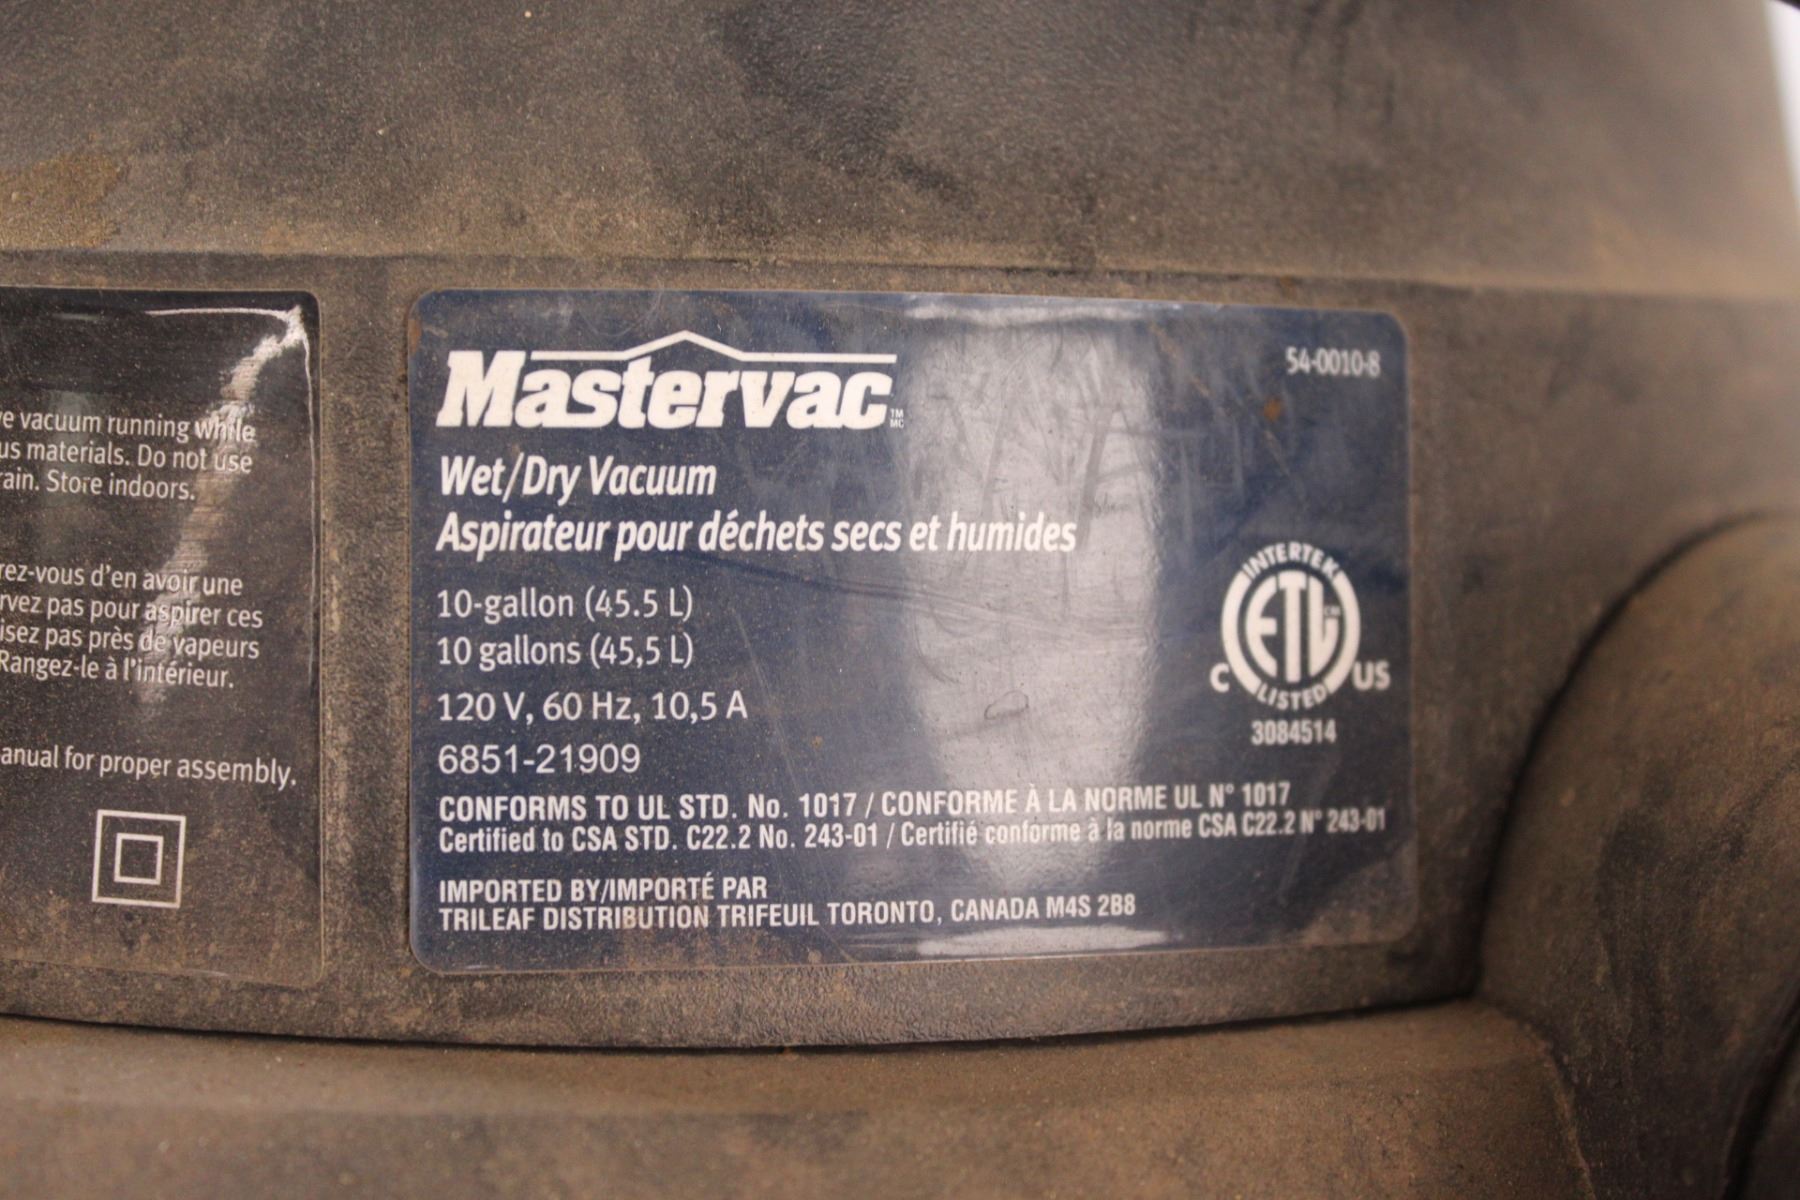 vacuum running while
us materials. Do not use
rain. Store indoors.
rez-vous d'en avoir une
rvez pas pour aspirer ces
isez pas près de vapeurs
Rangez-le à l'intérieur.
anual for proper assembly.
Mastervac TM MC
54-0010-8
Wet/Dry Vacuum
Aspirateur pour déchets secs et humides
10-gallon (45.5 L)
10 gallons (45,5 L)
120 V, 60 Hz, 10,5 A
6851-21909
INTERTEK
ETL CM
LISTED
C US
3084514
CONFORMS TO UL STD. No. 1017 / CONFORME À LA NORME UL N° 1017
Certified to CSA STD. C22.2 No. 243-01 / Certifié conforme à la norme CSA C22.2 N° 243-01
IMPORTED BY/IMPORTÉ PAR
TRILEAF DISTRIBUTION TRIFEUIL TORONTO, CANADA M4S 2B8